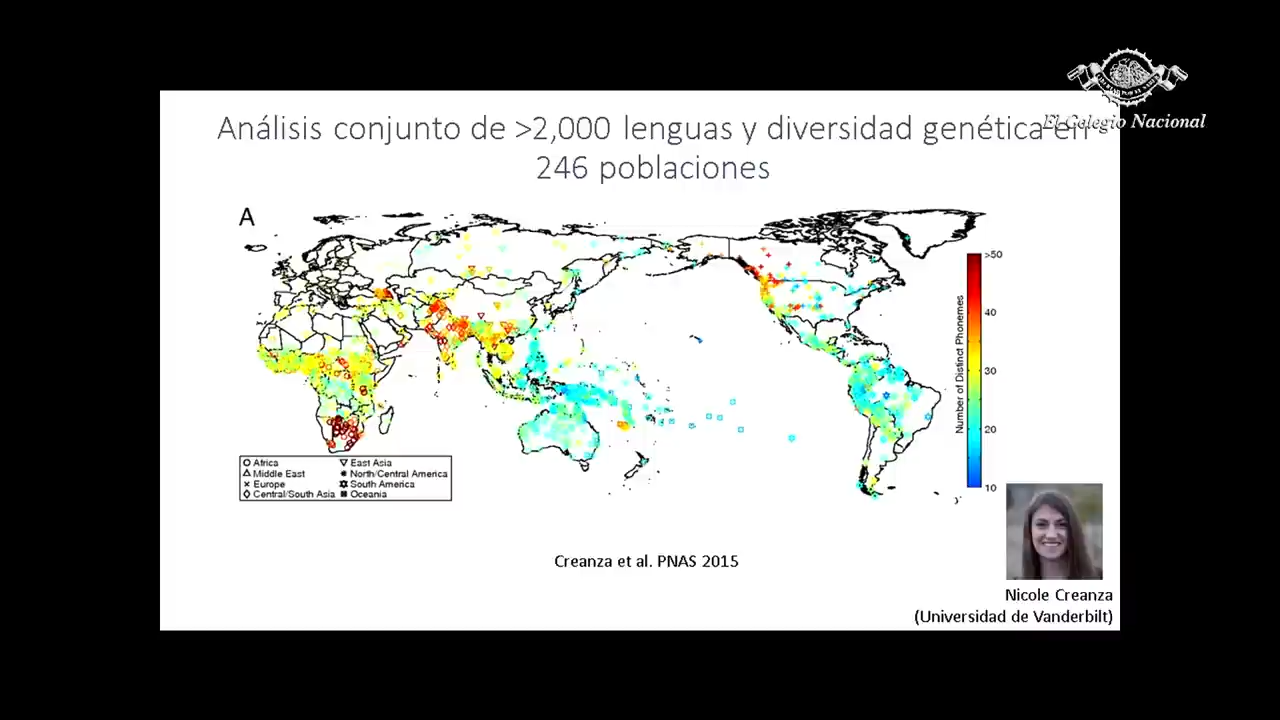 El Colegio Nacional
Análisis conjunto de >2,000 lenguas y diversidad genética en
246 poblaciones
A
>50
40
30
20
10
Number of Distinct Phonemes
Africa
Middle East
Europe
Central/South Asia
East Asia
North/Central America
South America
Oceania
Creanza et al. PNAS 2015
Nicole Creanza
(Universidad de Vanderbilt)